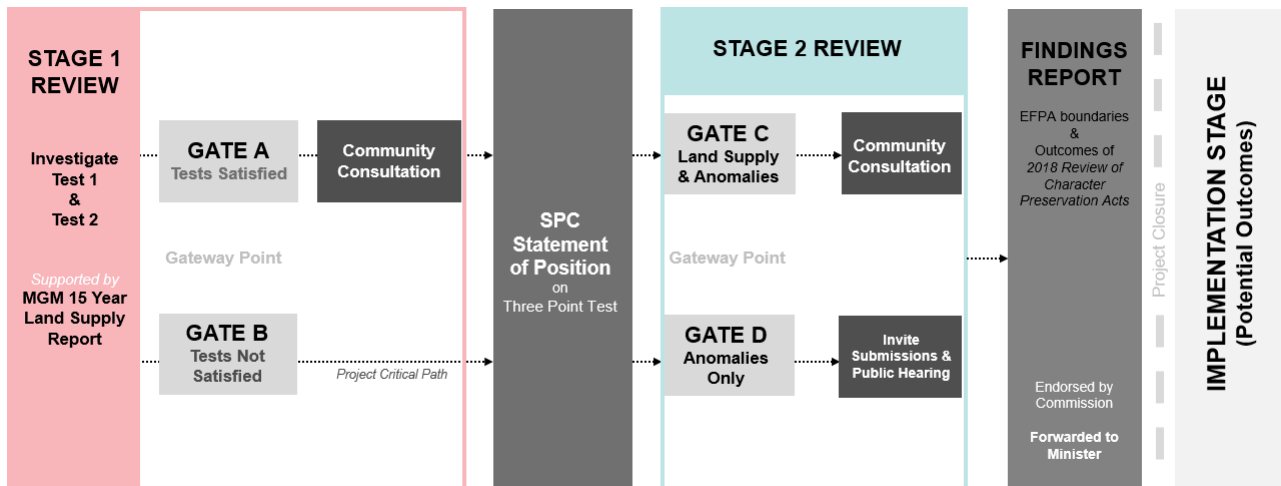 STAGE 1
REVIEW
Investigate
Test 1
&
Test 2
Supported by
MGM 15 Year
Land Supply
Report
GATE A
Tests Satisfied
Community
Consultation
Gateway Point
GATE B
Tests Not
Satisfied
Project Critical Path
SPC
Statement
of Position
on
Three Point Test
STAGE 2 REVIEW
GATE C
Land Supply
& Anomalies
Community
Consultation
Gateway Point
GATE D
Anomalies
Only
Invite
Submissions &
Public Hearing
FINDINGS
REPORT
EFPA boundaries
&
Outcomes of
2018 Review of
Character
Preservation Acts
Endorsed by
Commission
Forwarded to
Minister
Project Closure
IMPLEMENTATION STAGE
(Potential Outcomes)